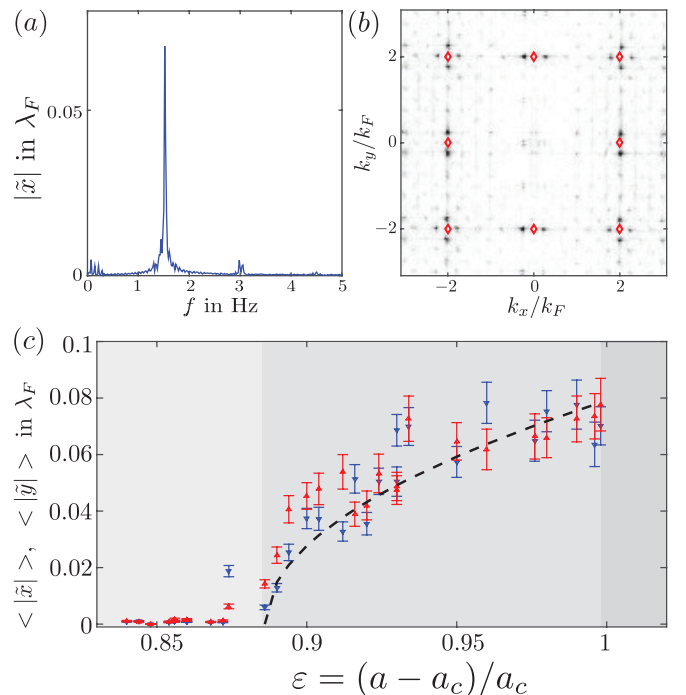 (a)
(b)
|x̃| in λ_F
0.05
0
0 1 2 3 4 5
f in Hz
k_y/k_F
2
0
−2
−2 0 2
k_x/k_F
(c)
< |x̃| >, < |ỹ| > in λ_F
0.1
0.08
0.06
0.04
0.02
0
0.85 0.9 0.95 1
ε = (a − a_c)/a_c